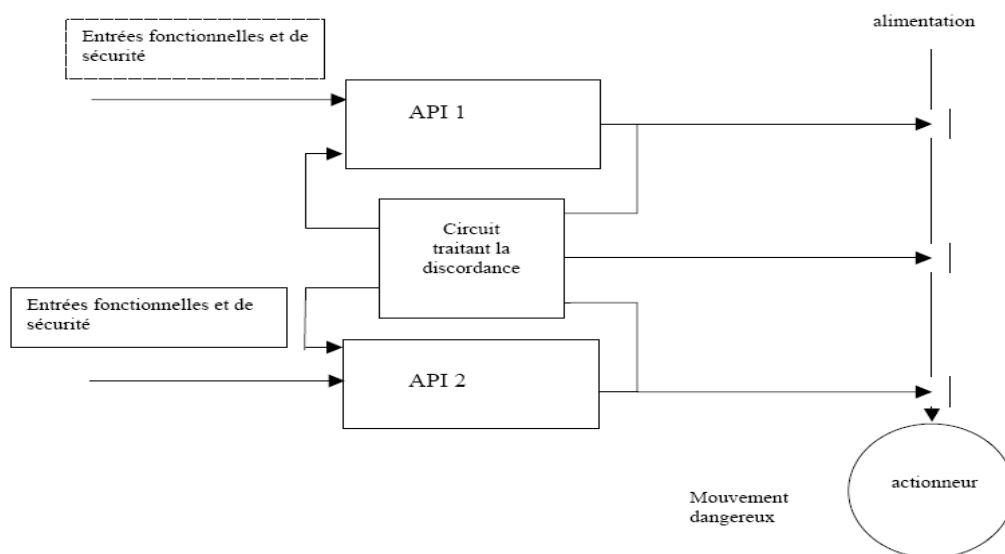 alimentation
Entrées fonctionnelles et de
sécurité
API 1
Circuit
traitant la
discordance
Entrées fonctionnelles et de
sécurité
API 2
actionneur
Mouvement
dangereux